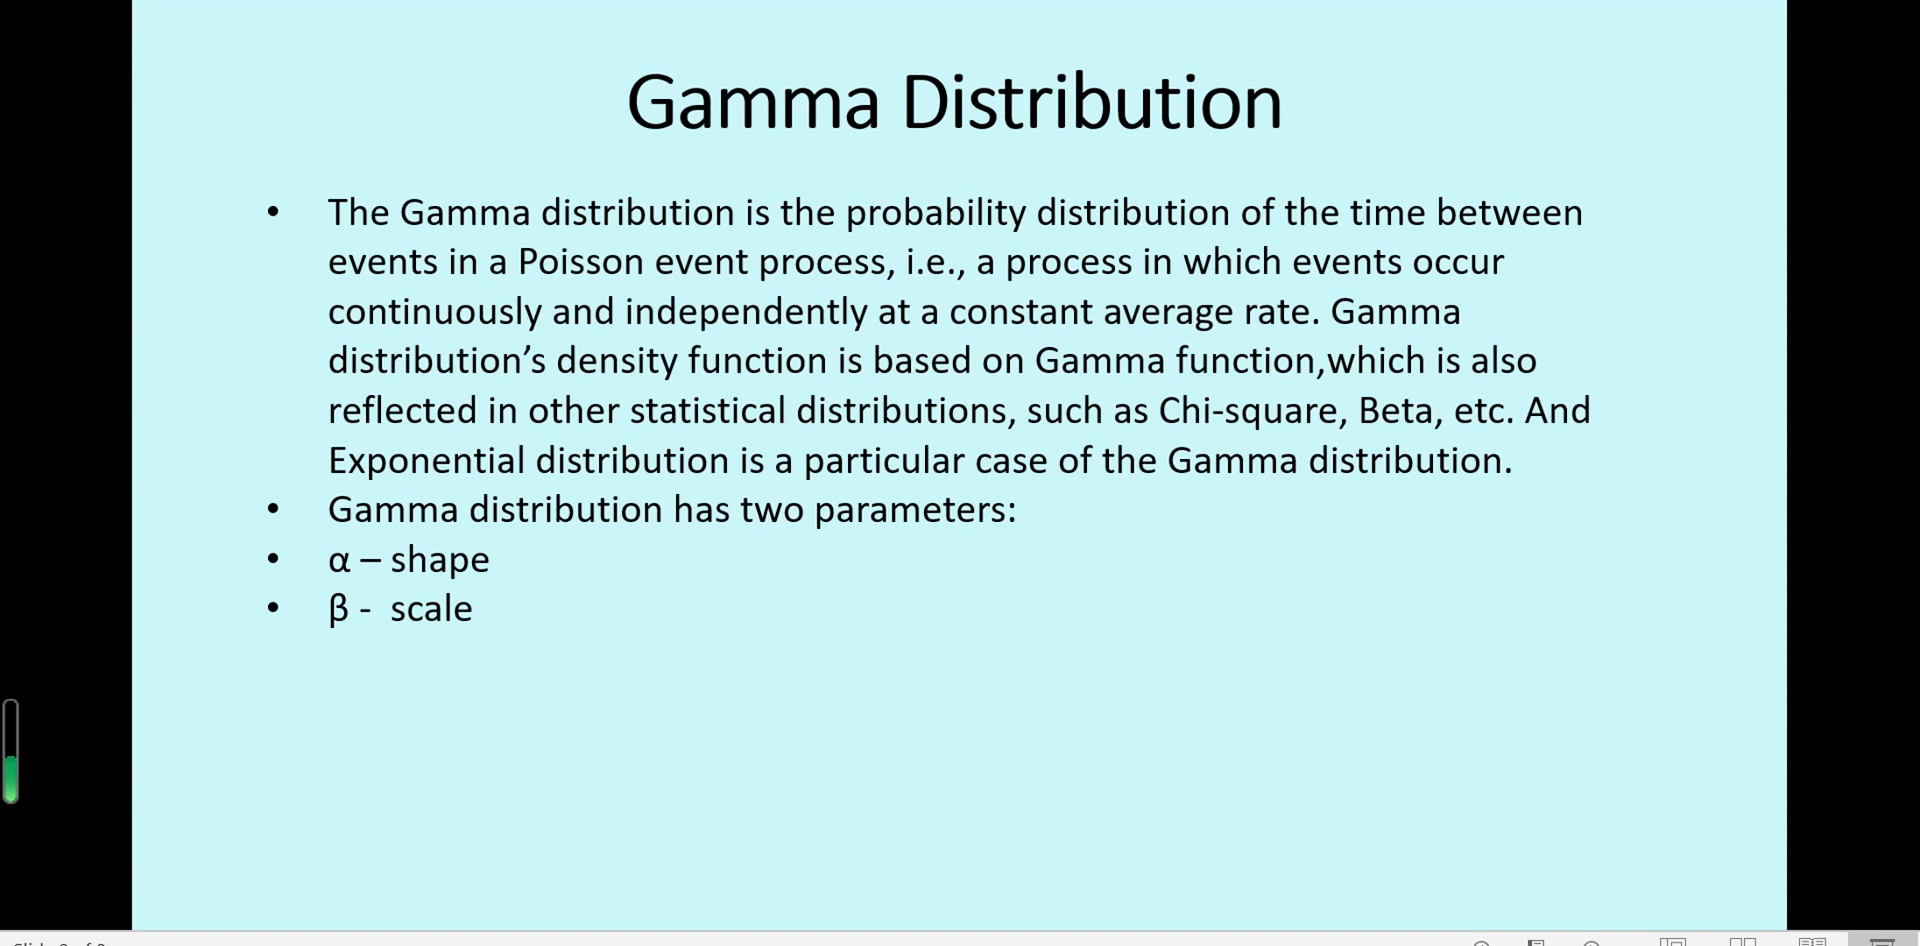 Gamma Distribution
• The Gamma distribution is the probability distribution of the time between
events in a Poisson event process, i.e., a process in which events occur
continuously and independently at a constant average rate. Gamma
distribution’s density function is based on Gamma function,which is also
reflected in other statistical distributions, such as Chi-square, Beta, etc. And
Exponential distribution is a particular case of the Gamma distribution.
• Gamma distribution has two parameters:
• α – shape
• β - scale